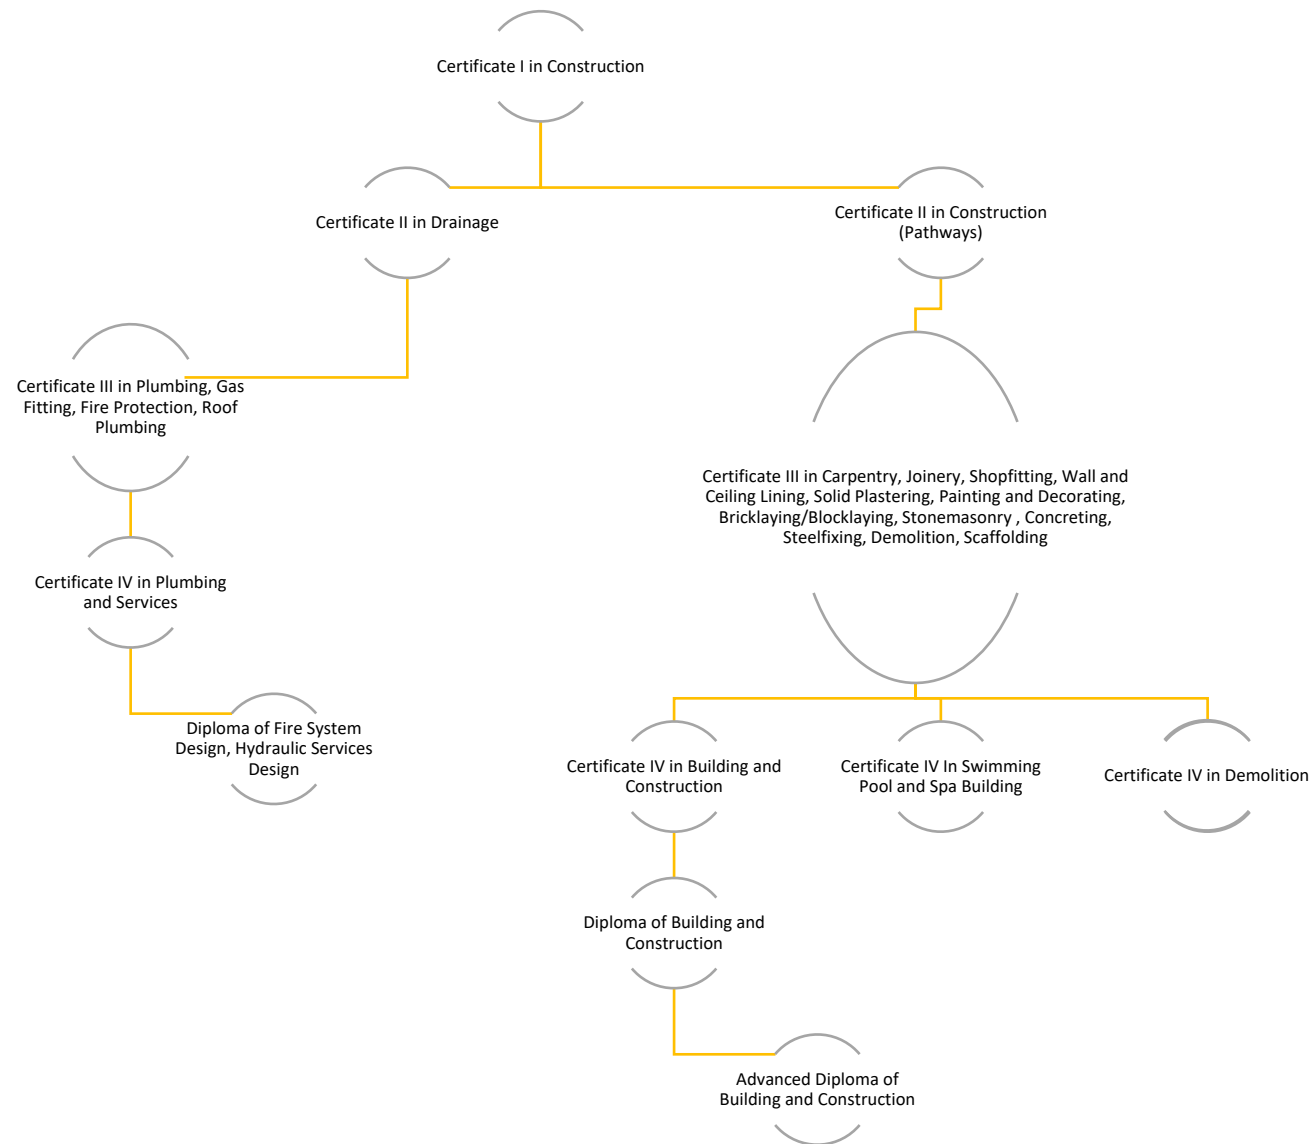 Certificate I in Construction
Certificate II in Drainage
Certificate II in Construction
(Pathways)
Certificate III in Plumbing, Gas
Fitting, Fire Protection, Roof
Plumbing
Certificate III in Carpentry, Joinery, Shopfitting, Wall and
Ceiling Lining, Solid Plastering, Painting and Decorating,
Bricklaying/Blocklaying, Stonemasonry , Concreting,
Steelfixing, Demolition, Scaffolding
Certificate IV in Plumbing
and Services
Diploma of Fire System
Design, Hydraulic Services
Design
Certificate IV in Building and
Construction
Certificate IV In Swimming
Pool and Spa Building
Certificate IV in Demolition
Diploma of Building and
Construction
Advanced Diploma of
Building and Construction